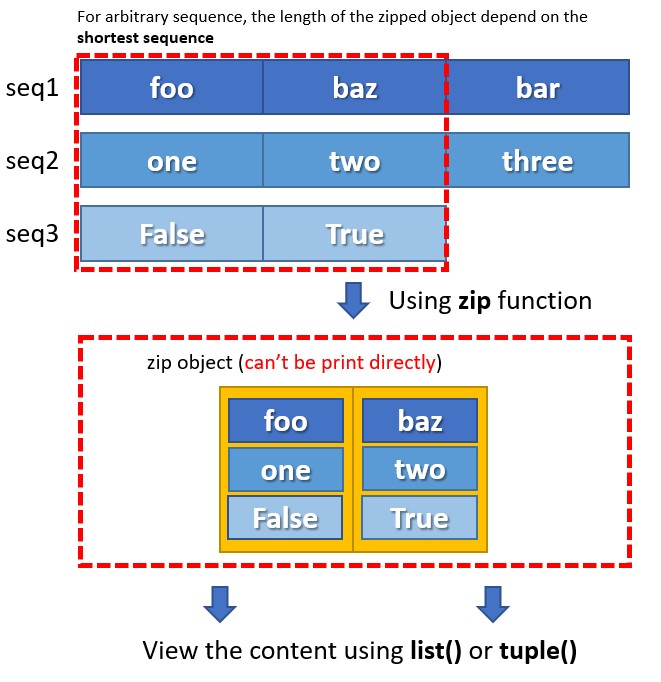 For arbitrary sequence, the length of the zipped object depend on the
shortest sequence
seq1 foo baz bar
seq2 one two three
seq3 False True
Using zip function
zip object (can't be print directly)
foo baz
one two
False True
View the content using list() or tuple()